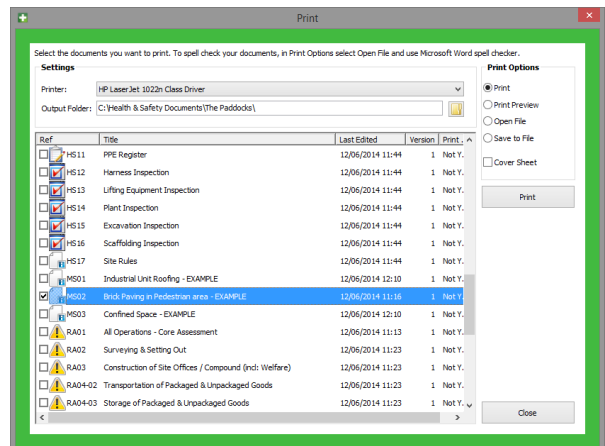 Print
Select the documents you want to print. To spell check your documents, in Print Options select Open File and use Microsoft Word spell checker.
Settings
Printer: HP LaserJet 1022n Class Driver
Output Folder: C:\Health & Safety Documents\The Paddocks\
Print Options
Print
Print Preview
Open File
Save to File
Cover Sheet
Print
Ref Title Last Edited Version Print .
HS11 PPE Register 12/06/2014 11:44 1 Not Y.
HS12 Harness Inspection 12/06/2014 11:44 1 Not Y.
HS13 Lifting Equipment Inspection 12/06/2014 11:44 1 Not Y.
HS14 Plant Inspection 12/06/2014 11:44 1 Not Y.
HS15 Excavation Inspection 12/06/2014 11:44 1 Not Y.
HS16 Scaffolding Inspection 12/06/2014 11:44 1 Not Y.
HS17 Site Rules 12/06/2014 11:44 1 Not Y.
MS01 Industrial Unit Roofing - EXAMPLE 12/06/2014 12:10 1 Not Y.
MS02 Brick Paving in Pedestrian area - EXAMPLE 12/06/2014 11:16 1 Not Y.
MS03 Confined Space - EXAMPLE 12/06/2014 12:10 1 Not Y.
RA01 All Operations - Core Assessment 12/06/2014 11:13 1 Not Y.
RA02 Surveying & Setting Out 12/06/2014 11:23 1 Not Y.
RA03 Construction of Site Offices / Compound (incl: Welfare) 12/06/2014 11:23 1 Not Y.
RA04-02 Transportation of Packaged & Unpackaged Goods 12/06/2014 11:23 1 Not Y.
RA04-03 Storage of Packaged & Unpackaged Goods 12/06/2014 11:23 1 Not Y.
Close